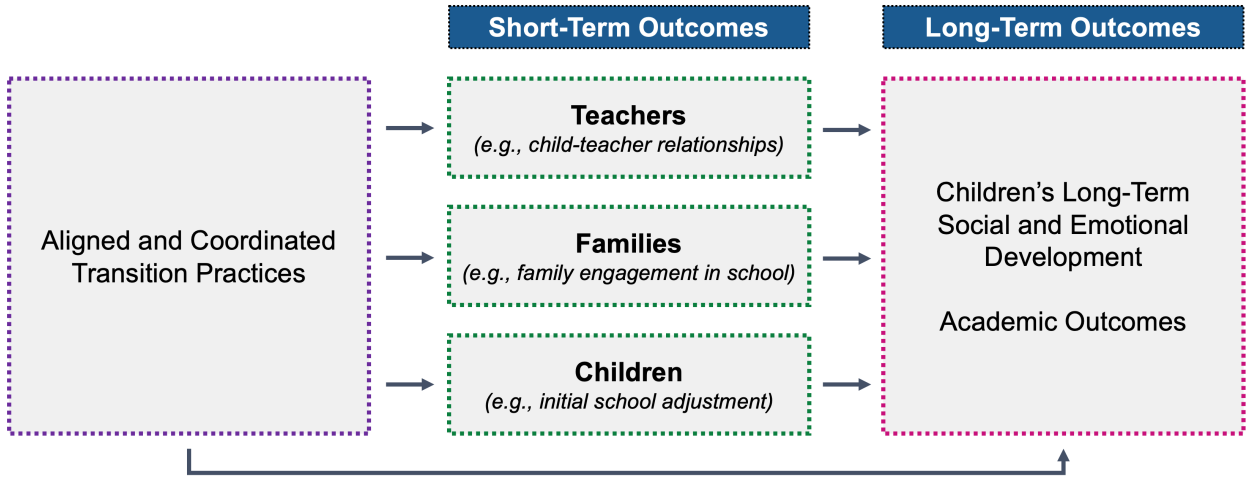 Short-Term Outcomes
Long-Term Outcomes
Aligned and Coordinated
Transition Practices
Teachers
(e.g., child-teacher relationships)
Families
(e.g., family engagement in school)
Children
(e.g., initial school adjustment)
Children’s Long-Term
Social and Emotional
Development
Academic Outcomes